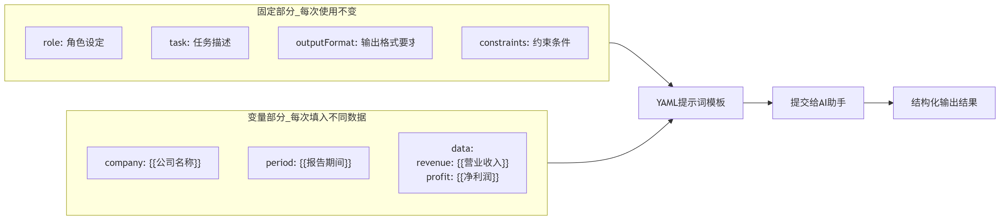 固定部分_每次使用不变
role: 角色设定
task: 任务描述
outputFormat: 输出格式要求
constraints: 约束条件
变量部分_每次填入不同数据
company: {{公司名称}}
period: {{报告期间}}
data:
revenue: {{营业收入}}
profit: {{净利润}}
YAML提示词模板
提交给AI助手
结构化输出结果